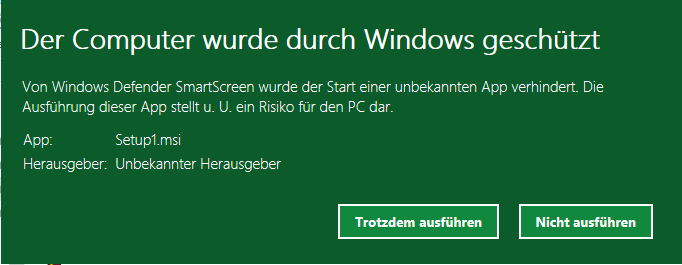 Der Computer wurde durch Windows geschützt
Von Windows Defender SmartScreen wurde der Start einer unbekannten App verhindert. Die
Ausführung dieser App stellt u. U. ein Risiko für den PC dar.
App: Setup1.msi
Herausgeber: Unbekannter Herausgeber
Trotzdem ausführen Nicht ausführen